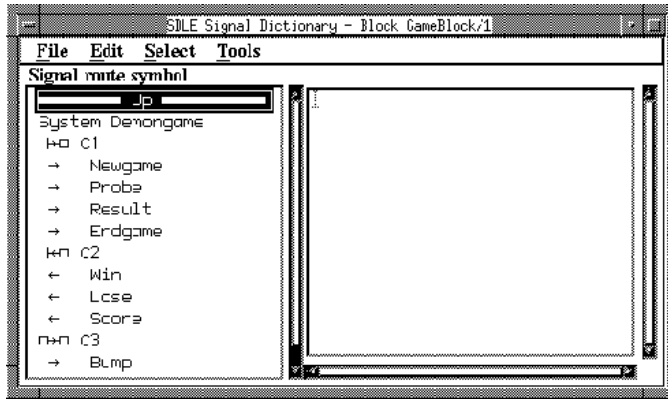 SDLE Signal Dictionary - Block GameBlock/1
File Edit Select Tools
Signal route symbol
Up
System Demongame
C1
→ Newgame
→ Probe
→ Result
→ Endgame
C2
← Win
← Lose
← Score
C3
→ Bump